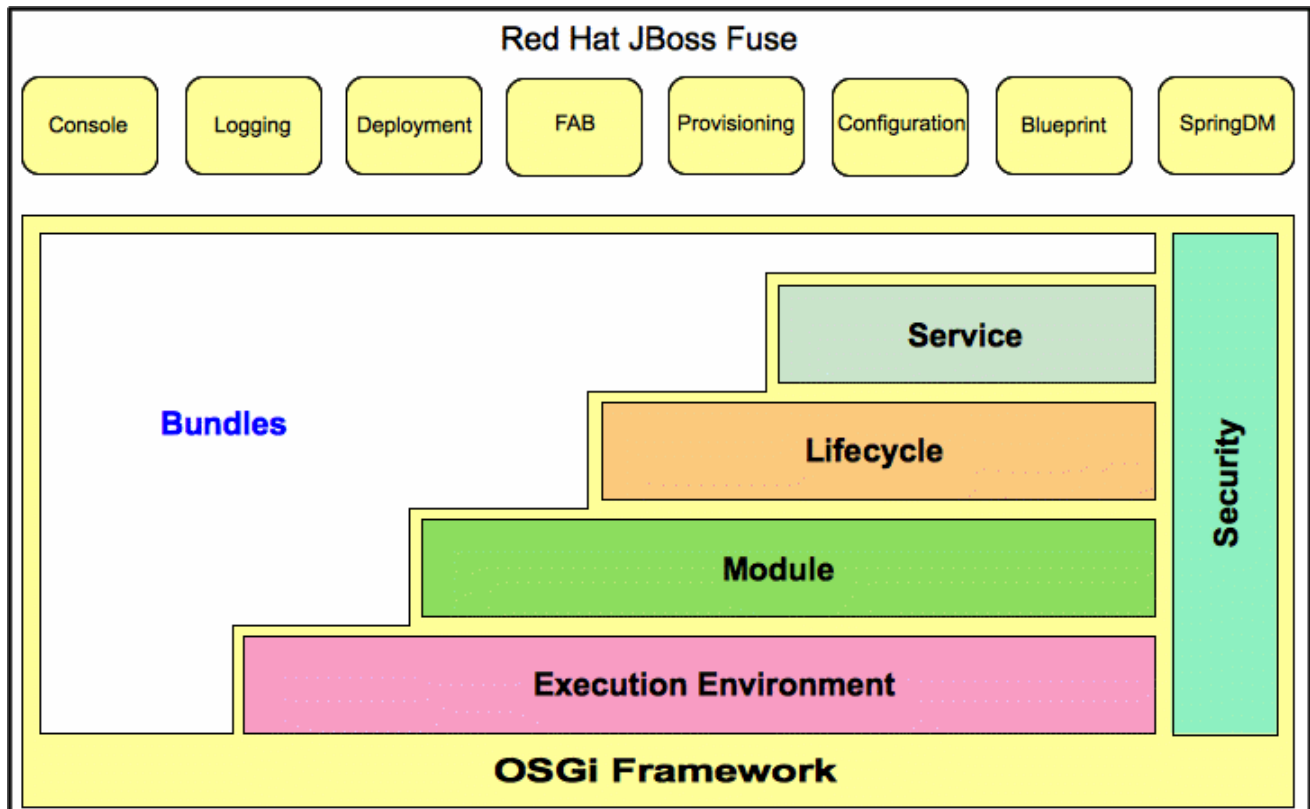 Red Hat JBoss Fuse
Console
Logging
Deployment
FAB
Provisioning
Configuration
Blueprint
SpringDM
Service
Bundles
Lifecycle
Security
Module
Execution Environment
OSGi Framework